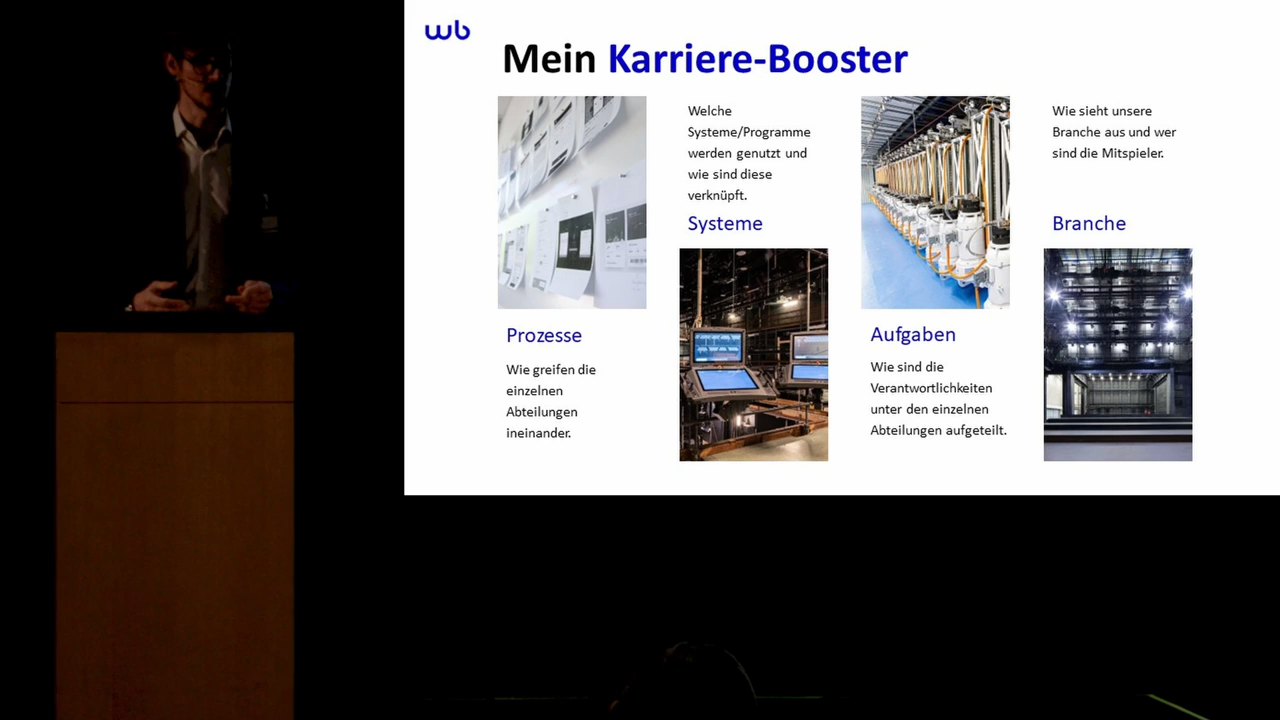 wb
Mein Karriere-Booster
Prozesse
Wie greifen die
einzelnen
Abteilungen
ineinander.
Welche
Systeme/Programme
werden genutzt und
wie sind diese
verknüpft.
Systeme
Aufgaben
Wie sind die
Verantwortlichkeiten
unter den einzelnen
Abteilungen aufgeteilt.
Wie sieht unsere
Branche aus und wer
sind die Mitspieler.
Branche